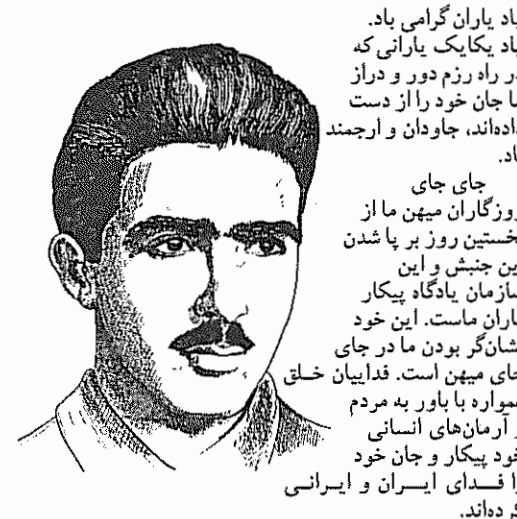 یاد یاران گرامی باد.
یاد یکایک یارانی که
در راه رزم دور و دراز
ما جان خود را از دست
داده‌اند، جاودان و ارجمند
باد.
جای جای
روزگاران میهن ما از
نخستین روز بر پا شدن
این جنبش و این
سازمان یادگاه پیکار
یاران ماست. این خود
نشان‌گر بودن ما در جای
جای میهن است. فداییان خلق
همواره با باور به مردم
و آرمان‌های انسانی
خود پیکار و جان خود
را فدای ایران و ایرانی
کرده‌اند.